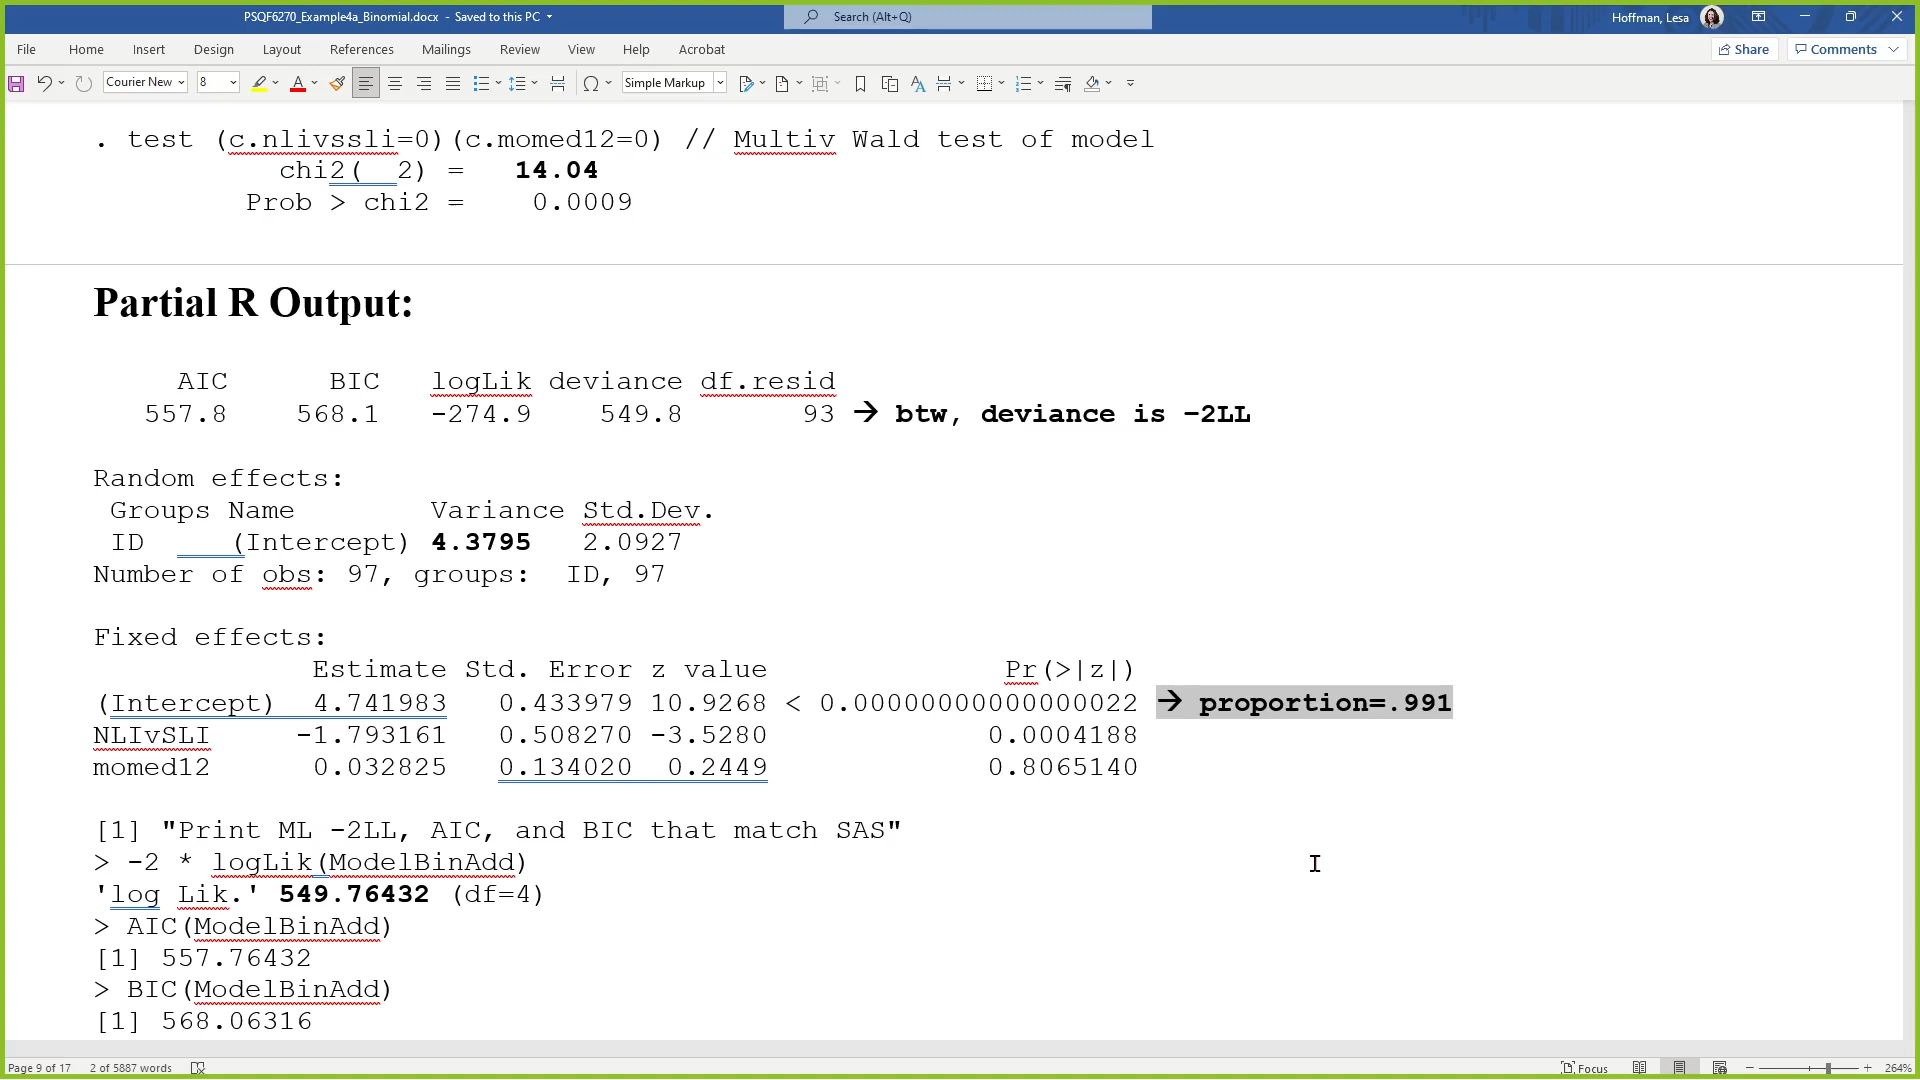 PSQF6270_Example4a_Binomial.docx - Saved to this PC
Search (Alt+Q)
Hoffman, Lesa
File Home Insert Design Layout References Mailings Review View Help Acrobat
Share Comments
Courier New 8 Simple Markup
. test (c.nlivssli=0)(c.momed12=0) // Multiv Wald test of model
chi2( 2) = 14.04
Prob > chi2 = 0.0009
Partial R Output:
AIC BIC logLik deviance df.resid
557.8 568.1 -274.9 549.8 93 → btw, deviance is -2LL
Random effects:
Groups Name Variance Std.Dev.
ID (Intercept) 4.3795 2.0927
Number of obs: 97, groups: ID, 97
Fixed effects:
Estimate Std. Error z value Pr(>|z|)
(Intercept) 4.741983 0.433979 10.9268 < 0.00000000000000022 → proportion=.991
NLIvSLI -1.793161 0.508270 -3.5280 0.0004188
momed12 0.032825 0.134020 0.2449 0.8065140
[1] "Print ML -2LL, AIC, and BIC that match SAS"
> -2 * logLik(ModelBinAdd)
'log Lik.' 549.76432 (df=4)
> AIC(ModelBinAdd)
[1] 557.76432
> BIC(ModelBinAdd)
[1] 568.06316
Page 9 of 17 2 of 5887 words
Focus 264%